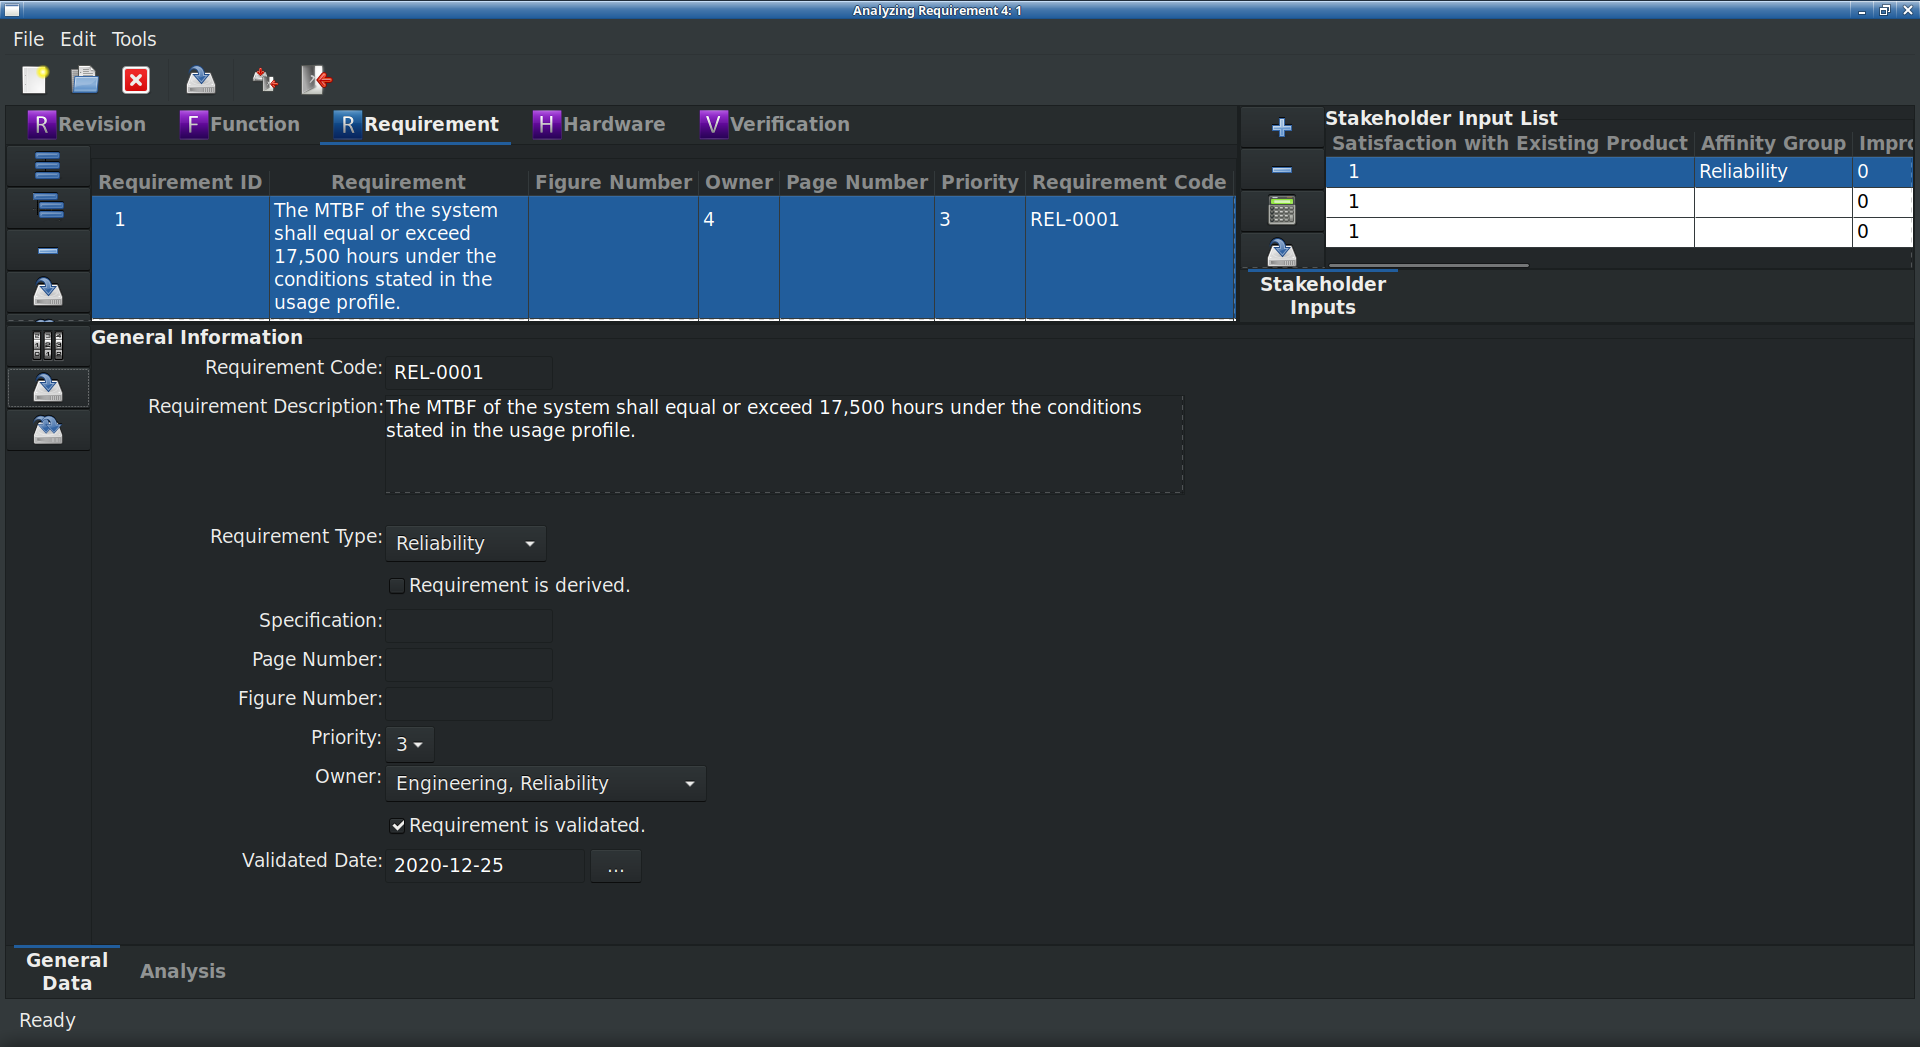 Analyzing Requirement 4: 1
File Edit Tools
R Revision F Function R Requirement H Hardware V Verification
Requirement ID Requirement Figure Number Owner Page Number Priority Requirement Code
1 The MTBF of the system 4 3 REL-0001
shall equal or exceed
17,500 hours under the
conditions stated in the
usage profile.
Stakeholder Input List
Satisfaction with Existing Product Affinity Group Impro
1 Reliability 0
1 0
1 0
Stakeholder
Inputs
General Information
Requirement Code: REL-0001
Requirement Description: The MTBF of the system shall equal or exceed 17,500 hours under the conditions
stated in the usage profile.
Requirement Type: Reliability
Requirement is derived.
Specification:
Page Number:
Figure Number:
Priority: 3
Owner: Engineering, Reliability
Requirement is validated.
Validated Date: 2020-12-25 ...
General
Data
Analysis
Ready